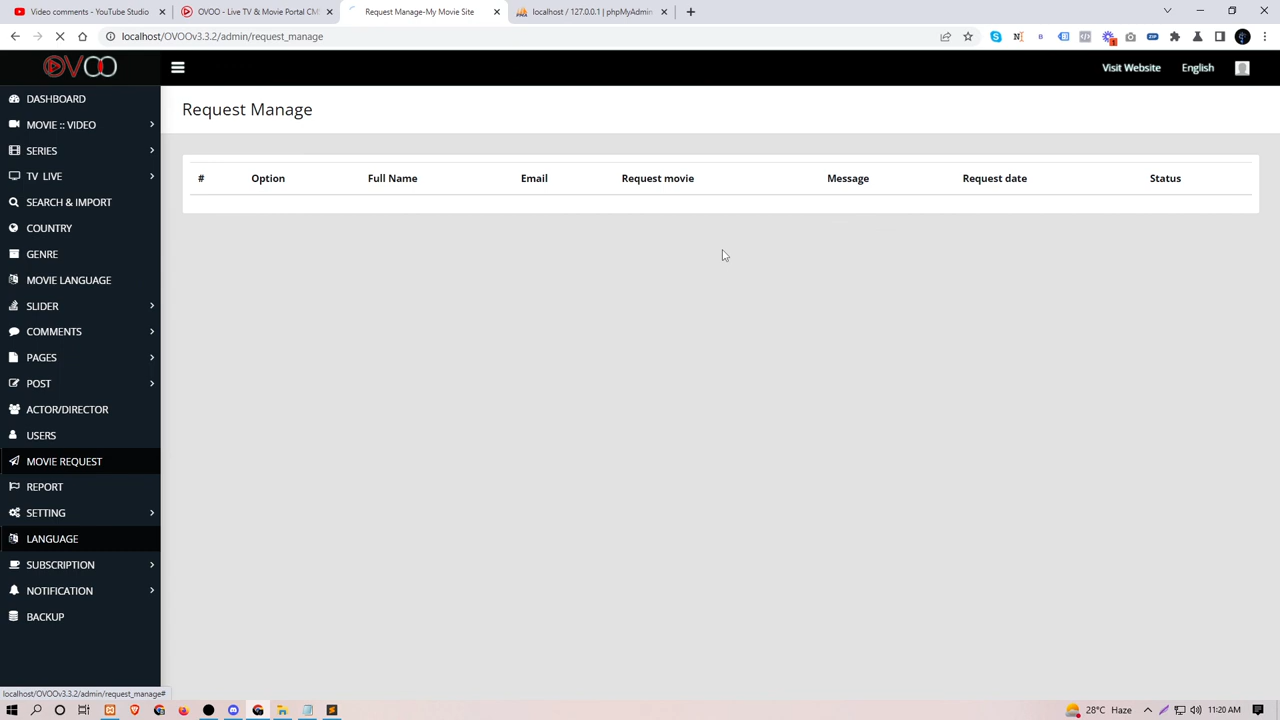 Video comments - YouTube Studio
OVOO - Live TV & Movie Portal CM
Request Manage-My Movie Site
localhost / 127.0.0.1 | phpMyAdmin
localhost/OVOOv3.3.2/admin/request_manage
OVOO
Visit Website
English
DASHBOARD
MOVIE :: VIDEO
SERIES
TV LIVE
SEARCH & IMPORT
COUNTRY
GENRE
MOVIE LANGUAGE
SLIDER
COMMENTS
PAGES
POST
ACTOR/DIRECTOR
USERS
MOVIE REQUEST
REPORT
SETTING
LANGUAGE
SUBSCRIPTION
NOTIFICATION
BACKUP
Request Manage
# Option Full Name Email Request movie Message Request date Status
localhost/OVOOv3.3.2/admin/request_manage#
28°C Haze
11:20 AM